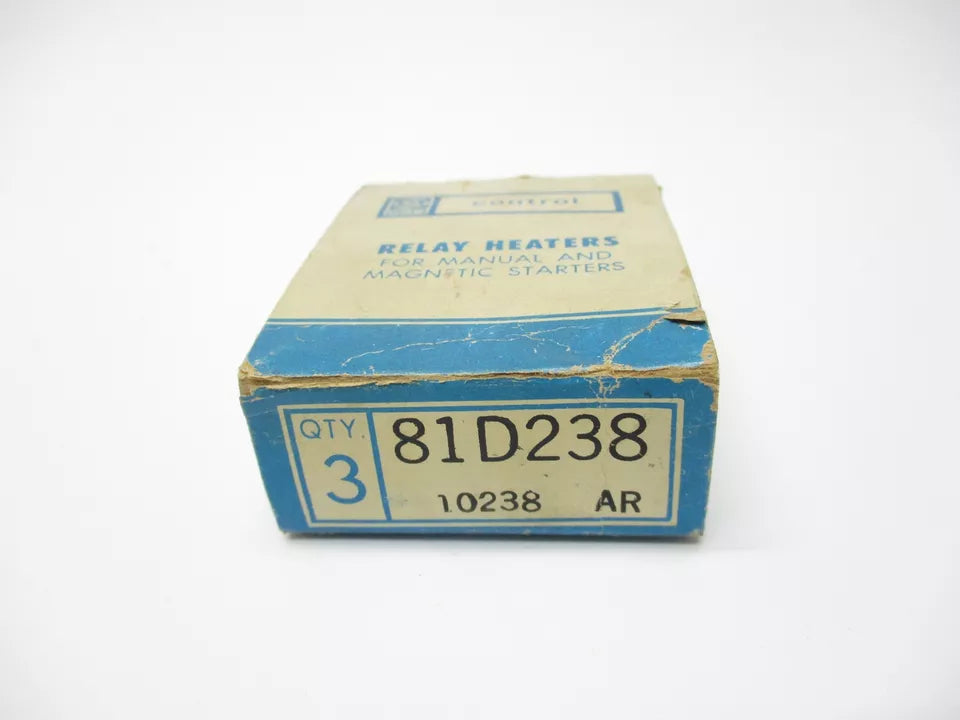 control
RELAY HEATERS
FOR MANUAL AND
MAGNETIC STARTERS
QTY.
3
81D238
10238 AR